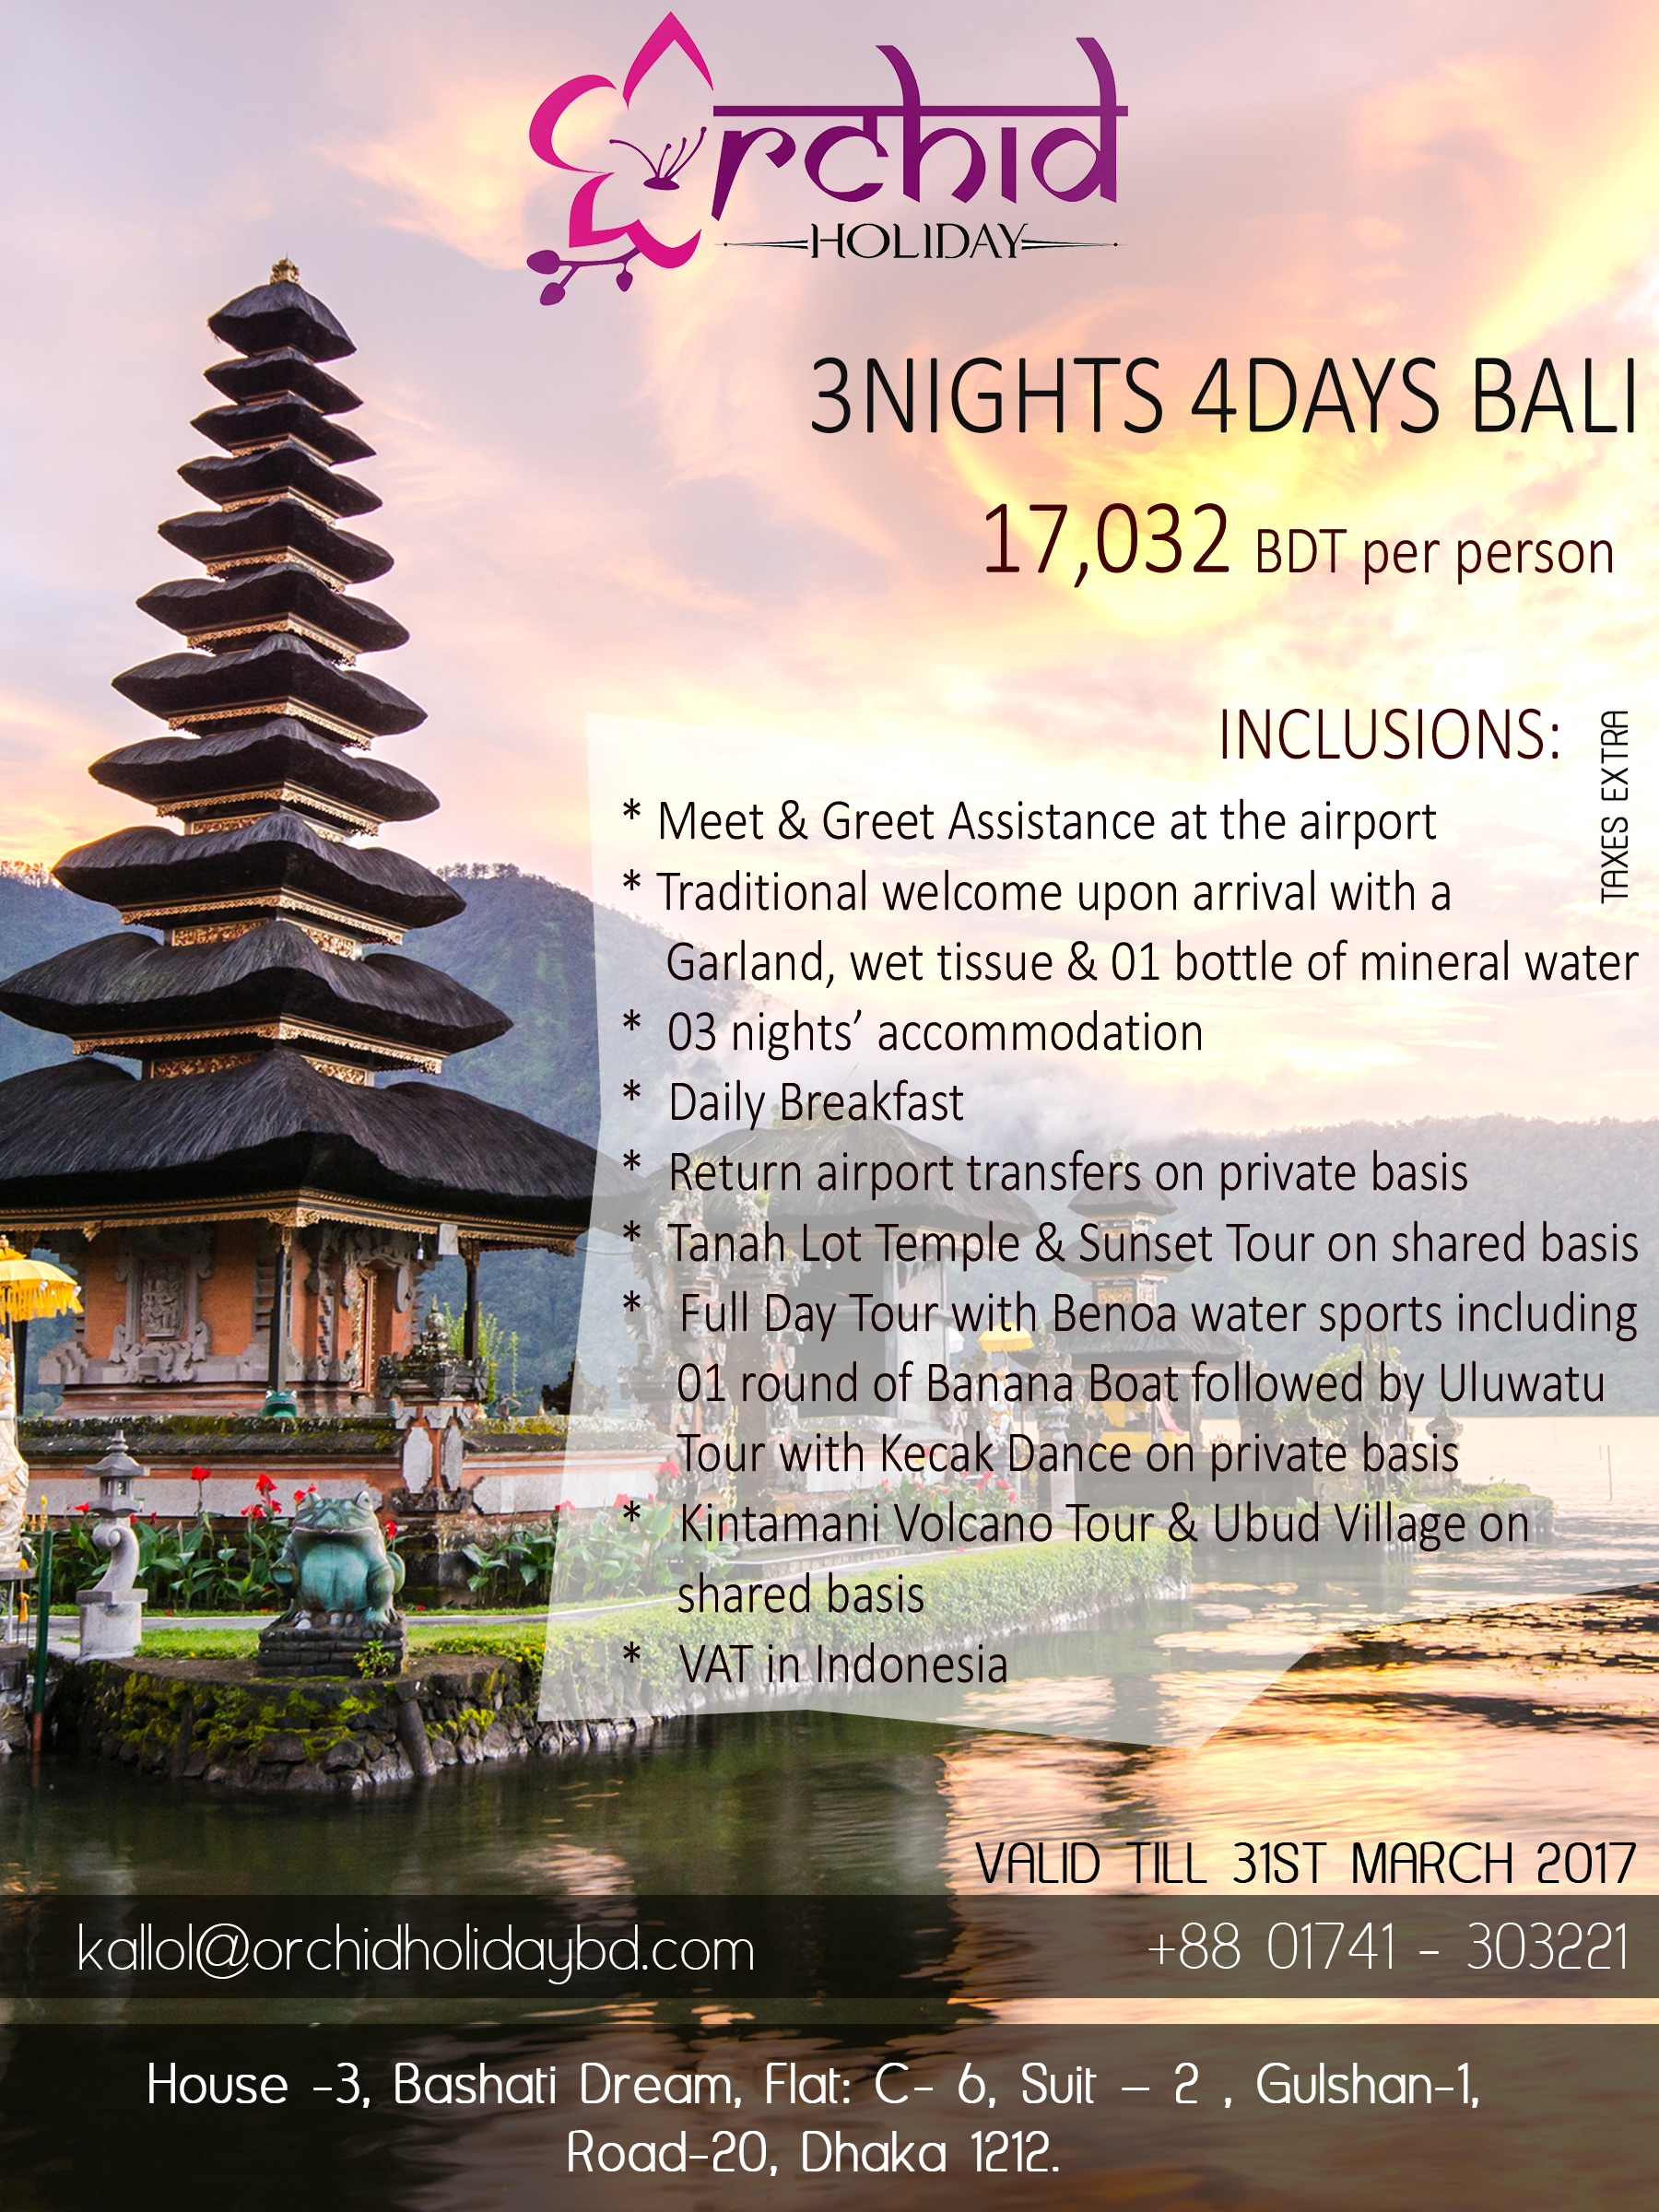 Orchid
HOLIDAY
3NIGHTS 4DAYS BALI
17,032 BDT per person
INCLUSIONS:
TAXES EXTRA
* Meet & Greet Assistance at the airport
* Traditional welcome upon arrival with a
Garland, wet tissue & 01 bottle of mineral water
* 03 nights’ accommodation
* Daily Breakfast
* Return airport transfers on private basis
* Tanah Lot Temple & Sunset Tour on shared basis
* Full Day Tour with Benoa water sports including
01 round of Banana Boat followed by Uluwatu
Tour with Kecak Dance on private basis
* Kintamani Volcano Tour & Ubud Village on
shared basis
* VAT in Indonesia
VALID TILL 31ST MARCH 2017
kallol@orchidholidaybd.com
+88 01741 - 303221
House -3, Bashati Dream, Flat: C- 6, Suit – 2 , Gulshan-1,
Road-20, Dhaka 1212.